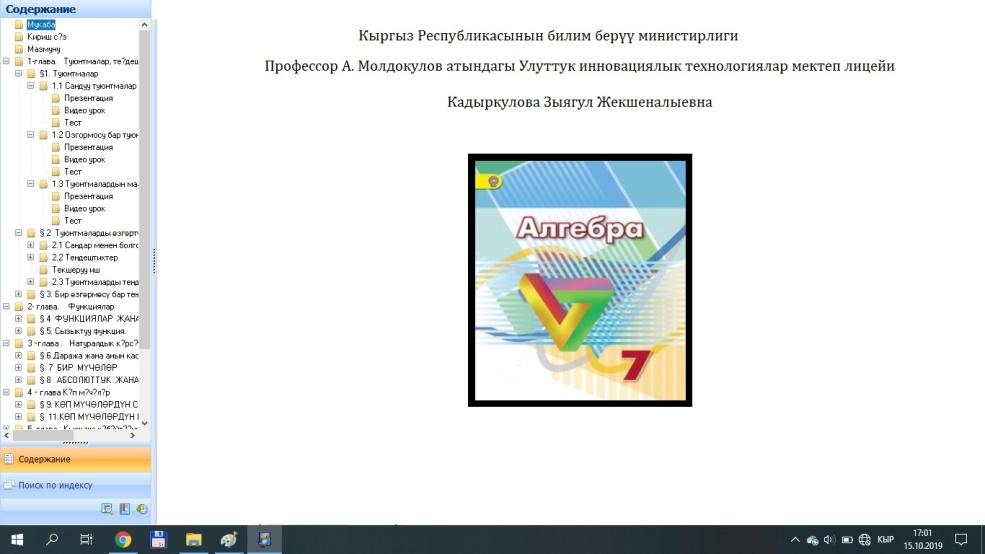 Содержание
Мукаба
Кириш с?з
Мазмуну
1-глава. Туюнтмалар, те?деш
§1. Туюнтмалар
1.1 Сандуу туюнтмалар
Презентация
Видео урок
Тест
1.2 Озгормосу бар туюн
Презентация
Видео урок
Тест
1.3 Туюнтмалардын ма
Презентация
Видео урок
Тест
§ 2 Туюнтмаларды өзгөрт
2.1 Сандар менен болго
2.2 Тендештиктер
Текшерүү иш
2.3 Туюнтмаларды тенд
§ 3. Бир өзгөрмөсү бар тен
2- глава. Функциялар
§ 4 ФУНКЦИЯЛАР ЖАНА
§ 5. Сызыктуу функция.
3 -глава . Натуралдык к?рс?
§ 6.Даража жана анын кас
§ 7 БИР МҮЧӨЛӨР
§ 8 АБСОЛЮТТУК ЖАНА
4 - глава К?п м?ч?л?р
§ 9. КӨП МҮЧӨЛӨРДҮН С
§ 11.КӨП МҮЧӨЛӨРДҮН
Содержание
Поиск по индексу
Кыргыз Республикасынын билим берүү министирлиги
Профессор А. Молдокулов атындагы Улуттук инновациялык технологиялар мектеп лицейи
Кадыркулова Зыягул Жекшеналыевна
Алгебра
7
КЫР
17:01
15.10.2019